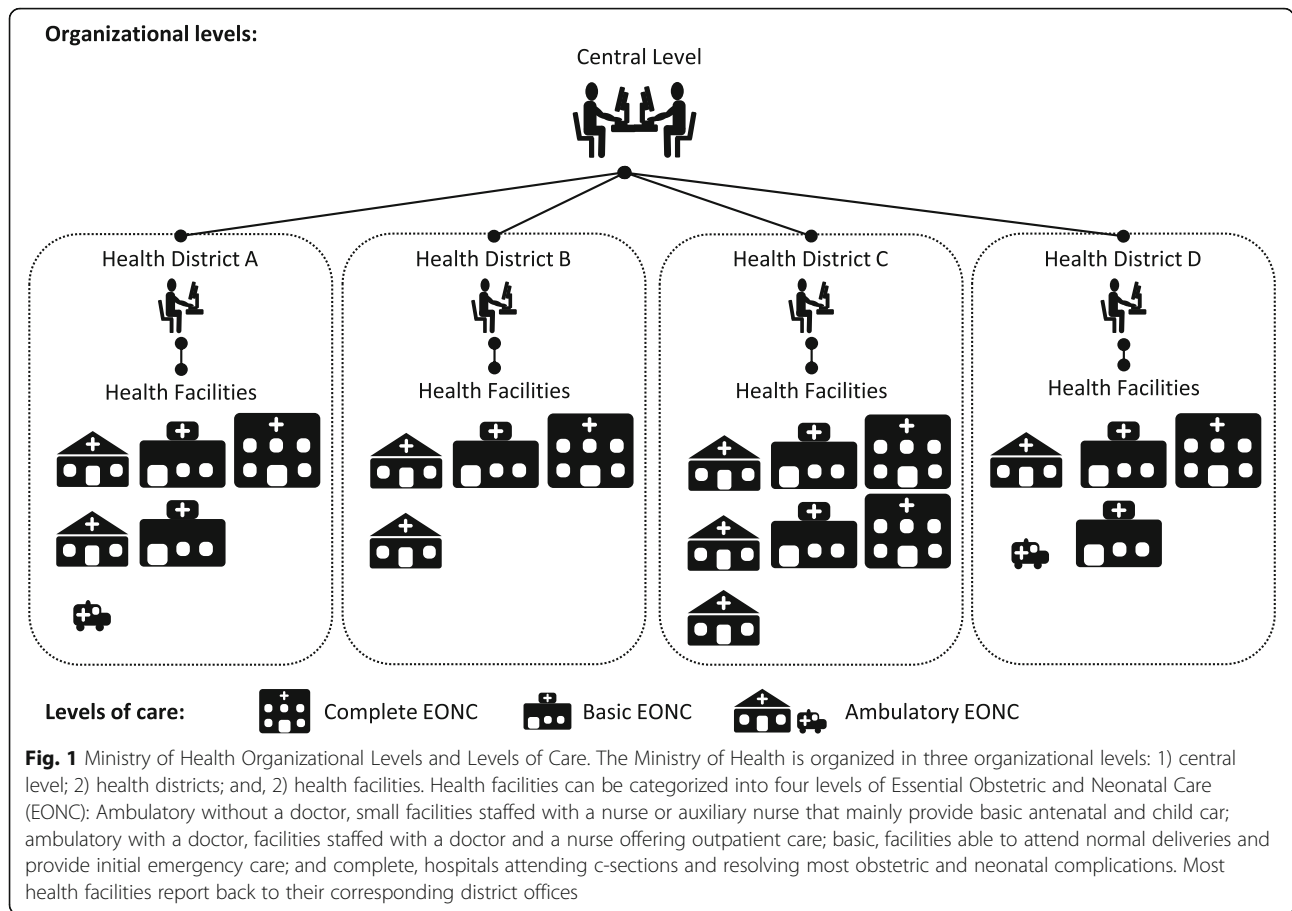 Organizational levels:
Central Level
Health District A
Health District B
Health District C
Health District D
Health Facilities
Health Facilities
Health Facilities
Health Facilities
Levels of care:
Complete EONC
Basic EONC
Ambulatory EONC
Fig. 1 Ministry of Health Organizational Levels and Levels of Care. The Ministry of Health is organized in three organizational levels: 1) central
level; 2) health districts; and, 2) health facilities. Health facilities can be categorized into four levels of Essential Obstetric and Neonatal Care
(EONC): Ambulatory without a doctor, small facilities staffed with a nurse or auxiliary nurse that mainly provide basic antenatal and child car;
ambulatory with a doctor, facilities staffed with a doctor and a nurse offering outpatient care; basic, facilities able to attend normal deliveries and
provide initial emergency care; and complete, hospitals attending c-sections and resolving most obstetric and neonatal complications. Most
health facilities report back to their corresponding district offices